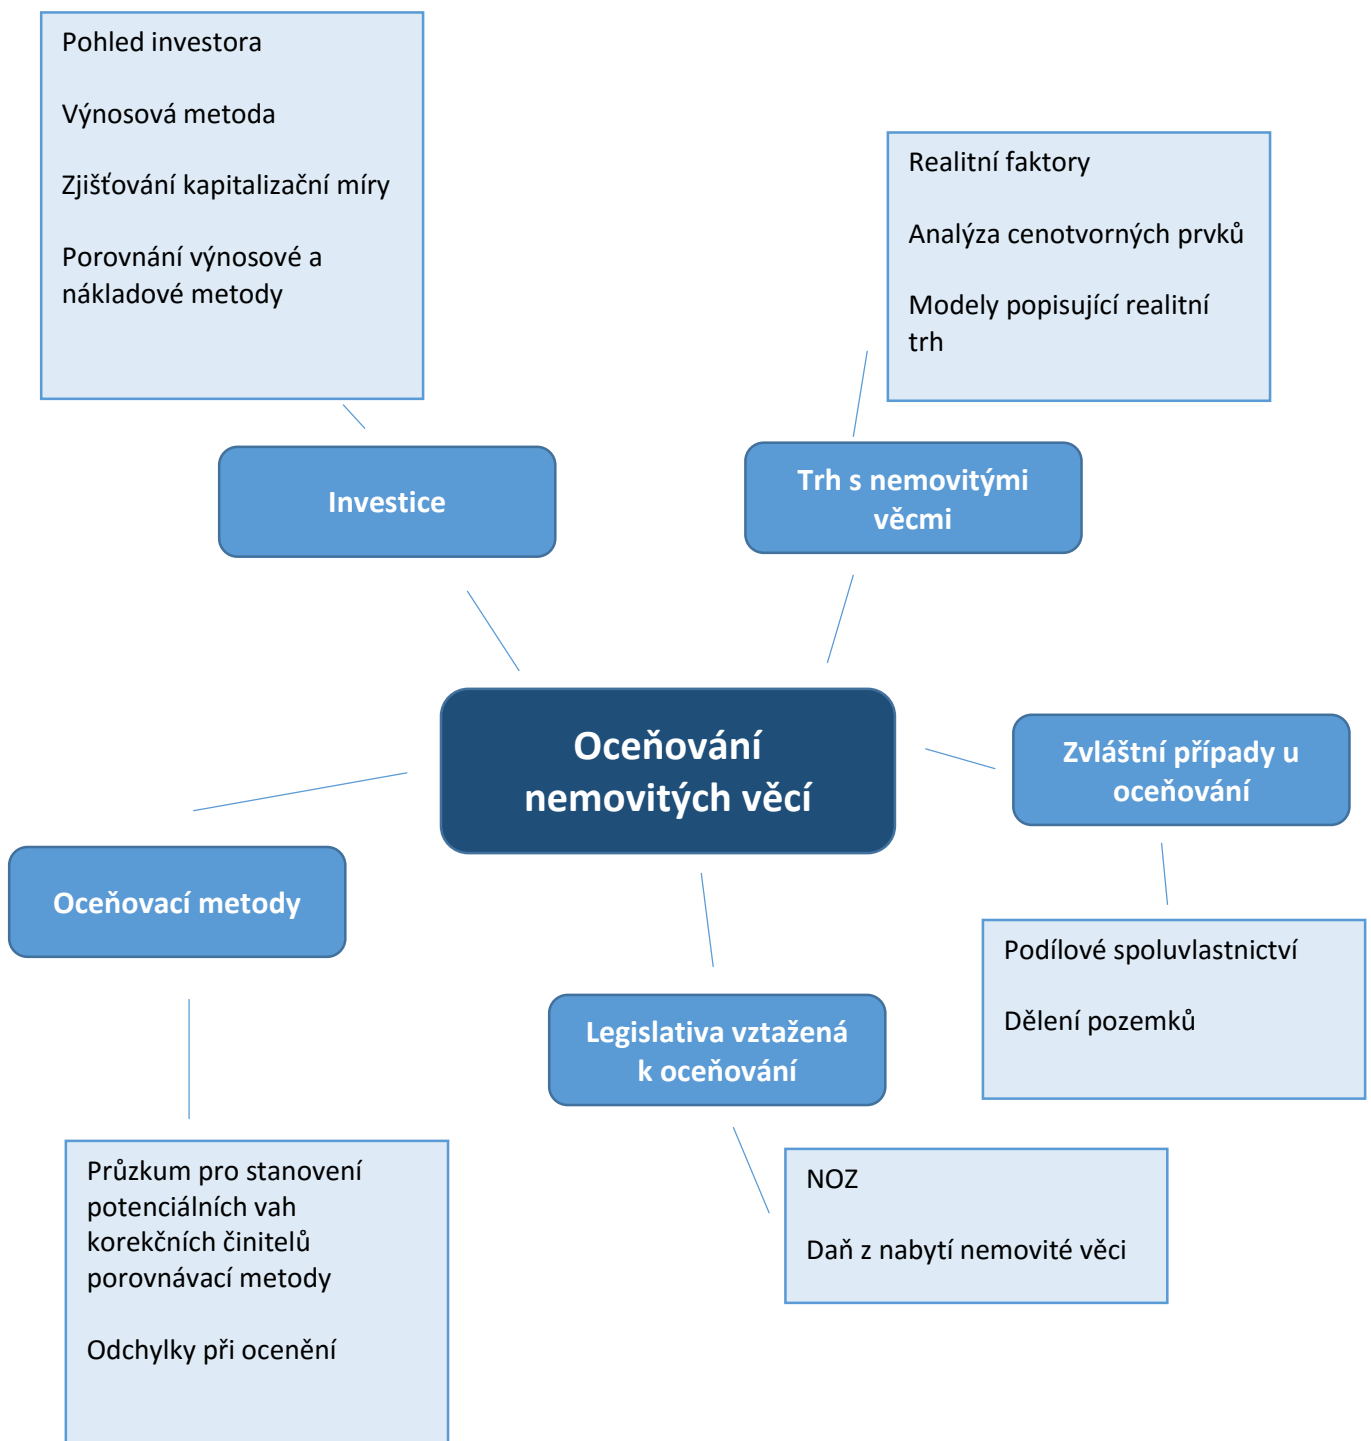 Pohled investora
Výnosová metoda
Zjišťování kapitalizační míry
Porovnání výnosové a
nákladové metody
Realitní faktory
Analýza cenotvorných prvků
Modely popisující realitní
trh
Investice
Trh s nemovitými
věcmi
Oceňování
nemovitých věcí
Zvláštní případy u
oceňování
Oceňovací metody
Podílové spoluvlastnictví
Dělení pozemků
Legislativa vztažená
k oceňování
Průzkum pro stanovení
potenciálních vah
korekčních činitelů
porovnávací metody
Odchylky při ocenění
NOZ
Daň z nabytí nemovité věci